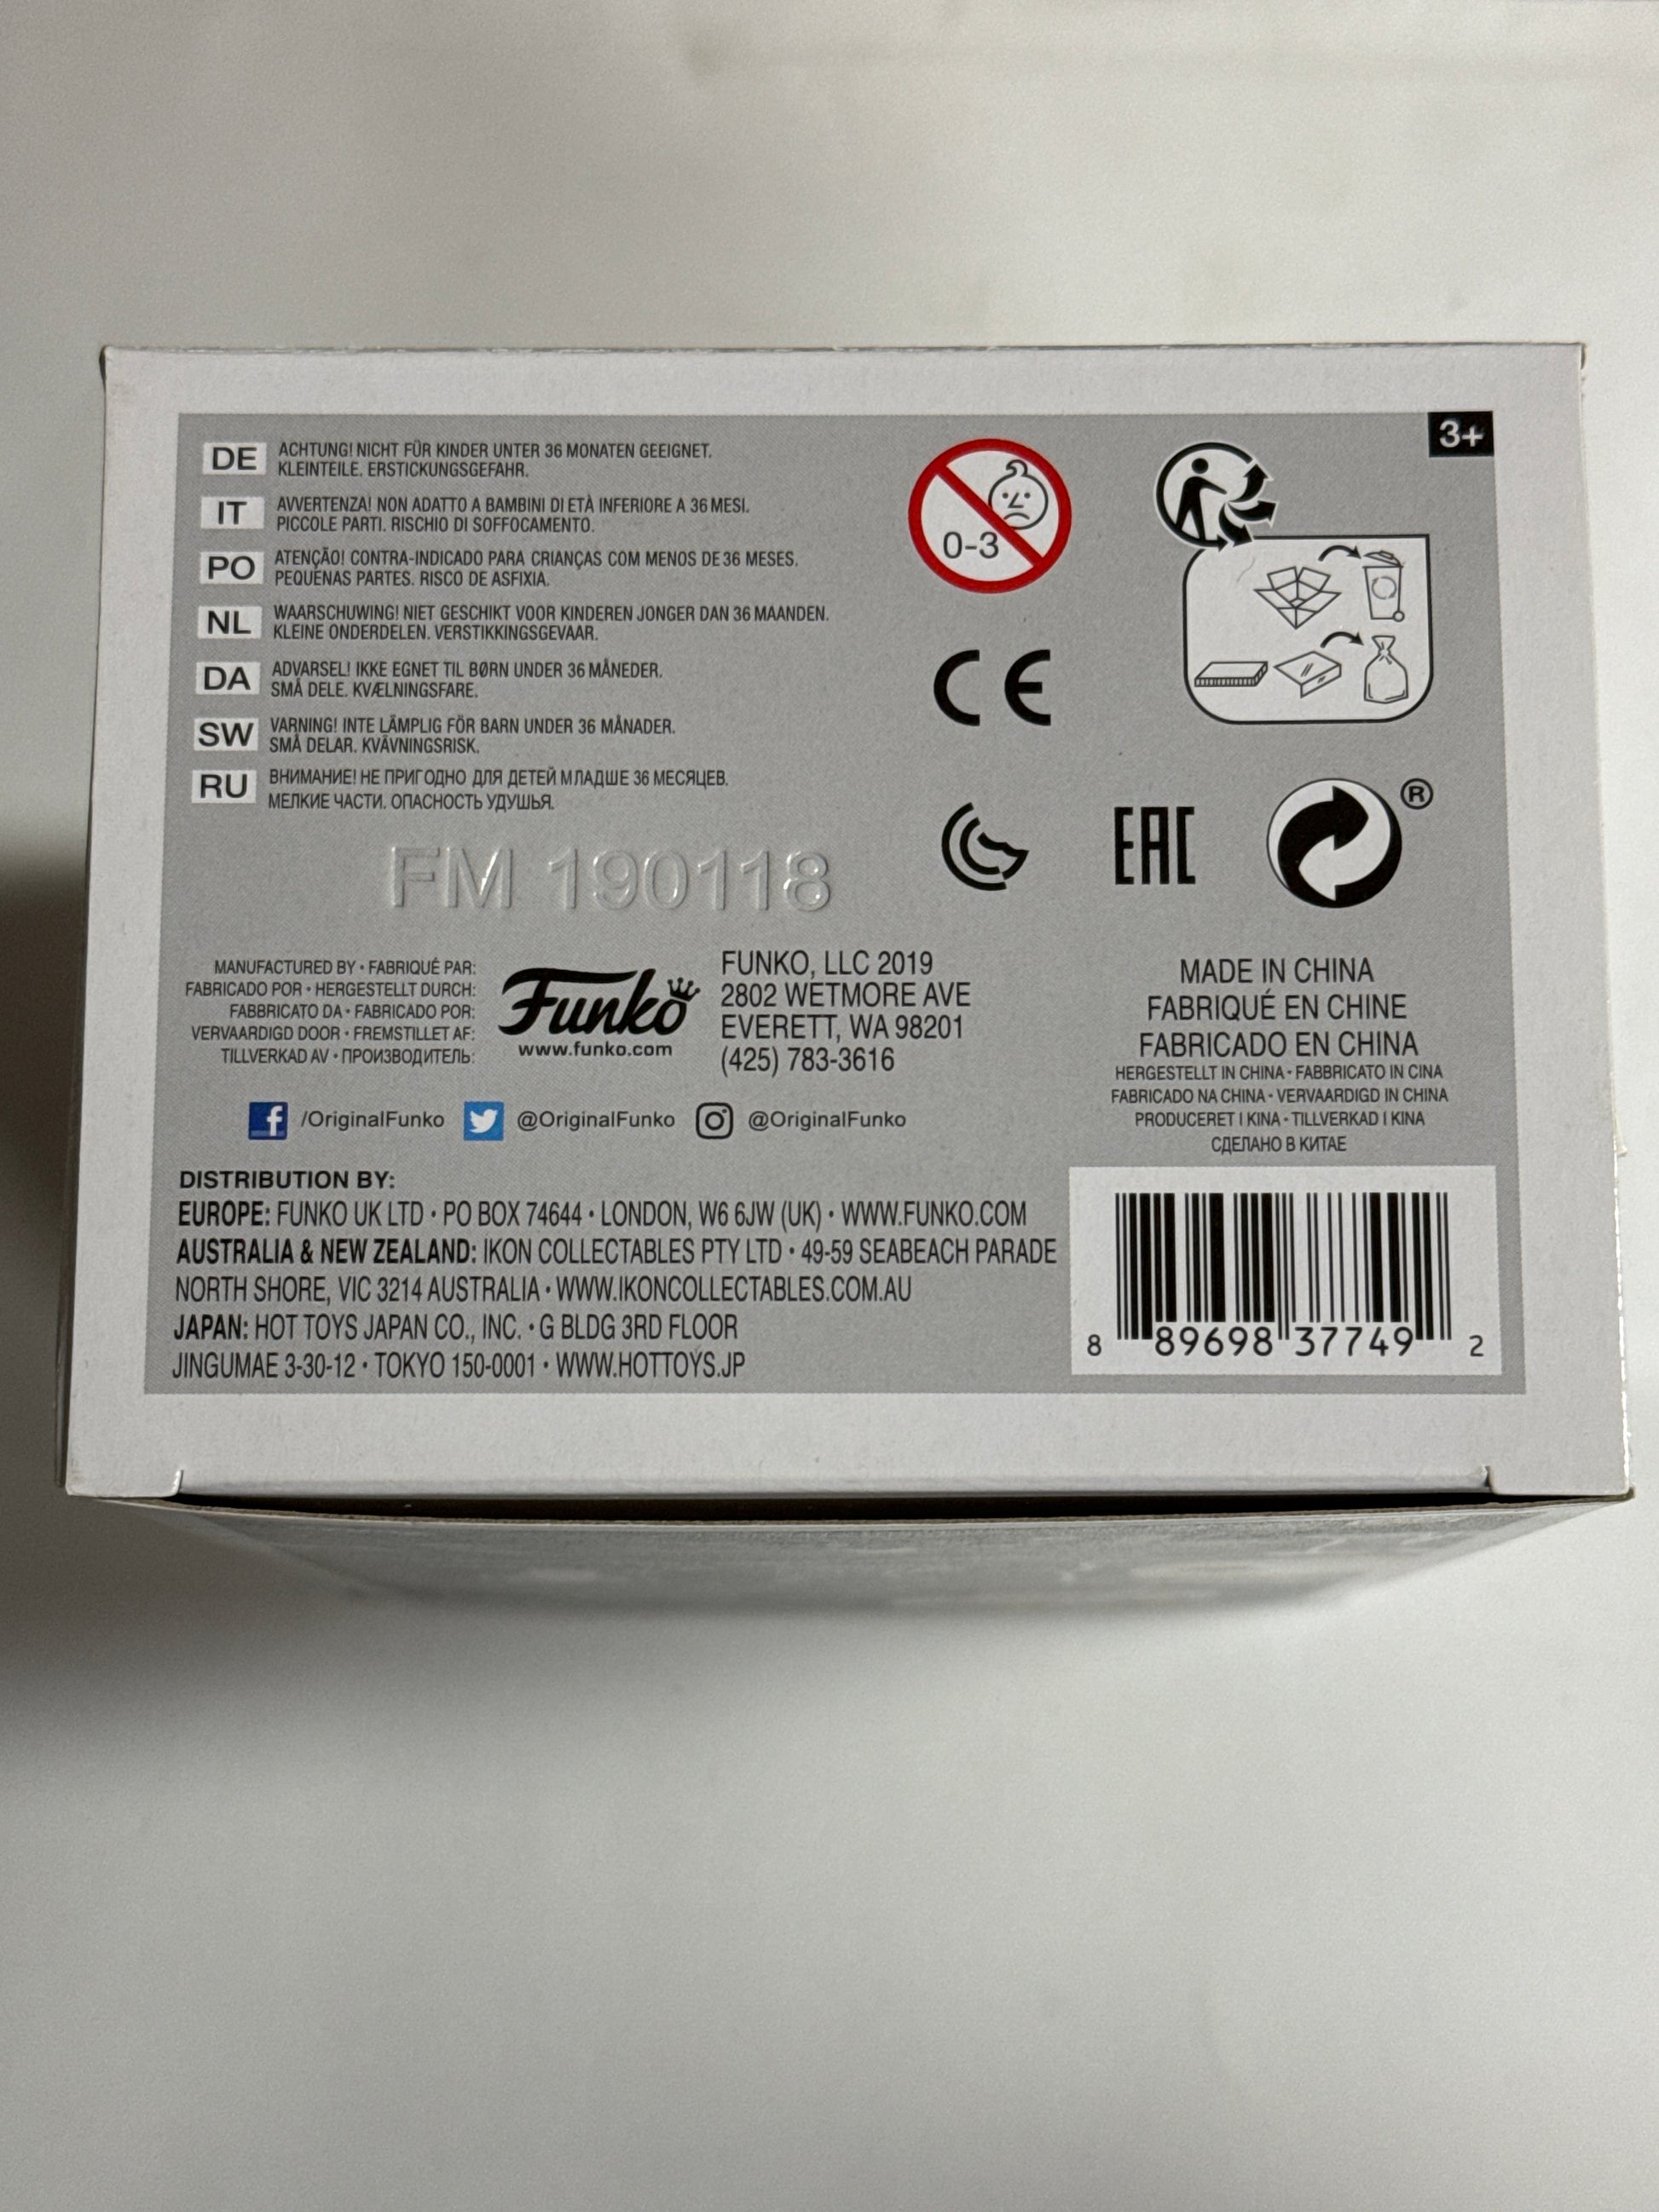 DE ACHTUNG! NICHT FÜR KINDER UNTER 36 MONATEN GEEIGNET.
KLEINTEILE. ERSTICKUNGSGEFAHR.
IT AVVERTENZA! NON ADATTO A BAMBINI DI ETÀ INFERIORE A 36 MESI.
PICCOLE PARTI. RISCHIO DI SOFFOCAMENTO.
PO ATENÇÃO! CONTRA-INDICADO PARA CRIANÇAS COM MENOS DE 36 MESES.
PEQUENAS PARTES. RISCO DE ASFIXIA.
NL WAARSCHUWING! NIET GESCHIKT VOOR KINDEREN JONGER DAN 36 MAANDEN.
KLEINE ONDERDELEN. VERSTIKKINGSGEVAAR.
DA ADVARSEL! IKKE EGNET TIL BØRN UNDER 36 MÅNEDER.
SMÅ DELE. KVÆLNINGSFARE.
SW VARNING! INTE LÄMPLIG FÖR BARN UNDER 36 MÅNADER.
SMÅ DELAR. KVÄVNINGSRISK.
RU ВНИМАНИЕ! НЕ ПРИГОДНО ДЛЯ ДЕТЕЙ МЛАДШЕ 36 МЕСЯЦЕВ.
МЕЛКИЕ ЧАСТИ. ОПАСНОСТЬ УДУШЬЯ.
3+
0-3
CE
EAC
®
FM 190118
MANUFACTURED BY • FABRIQUÉ PAR:
FABRICADO POR • HERGESTELLT DURCH:
FABBRICATO DA • FABRICADO POR:
VERVAARDIGD DOOR • FREMSTILLET AF:
TILLVERKAD AV • ПРОИЗВОДИТЕЛЬ:
Funko
www.funko.com
FUNKO, LLC 2019
2802 WETMORE AVE
EVERETT, WA 98201
(425) 783-3616
MADE IN CHINA
FABRIQUÉ EN CHINE
FABRICADO EN CHINA
HERGESTELLT IN CHINA • FABBRICATO IN CINA
FABRICADO NA CHINA • VERVAARDIGD IN CHINA
PRODUCERET I KINA • TILLVERKAD I KINA
СДЕЛАНО В КИТАЕ
/OriginalFunko @OriginalFunko @OriginalFunko
DISTRIBUTION BY:
EUROPE: FUNKO UK LTD • PO BOX 74644 • LONDON, W6 6JW (UK) • WWW.FUNKO.COM
AUSTRALIA & NEW ZEALAND: IKON COLLECTABLES PTY LTD • 49-59 SEABEACH PARADE
NORTH SHORE, VIC 3214 AUSTRALIA • WWW.IKONCOLLECTABLES.COM.AU
JAPAN: HOT TOYS JAPAN CO., INC. • G BLDG 3RD FLOOR
JINGUMAE 3-30-12 • TOKYO 150-0001 • WWW.HOTTOYS.JP
8 89698 37749 2